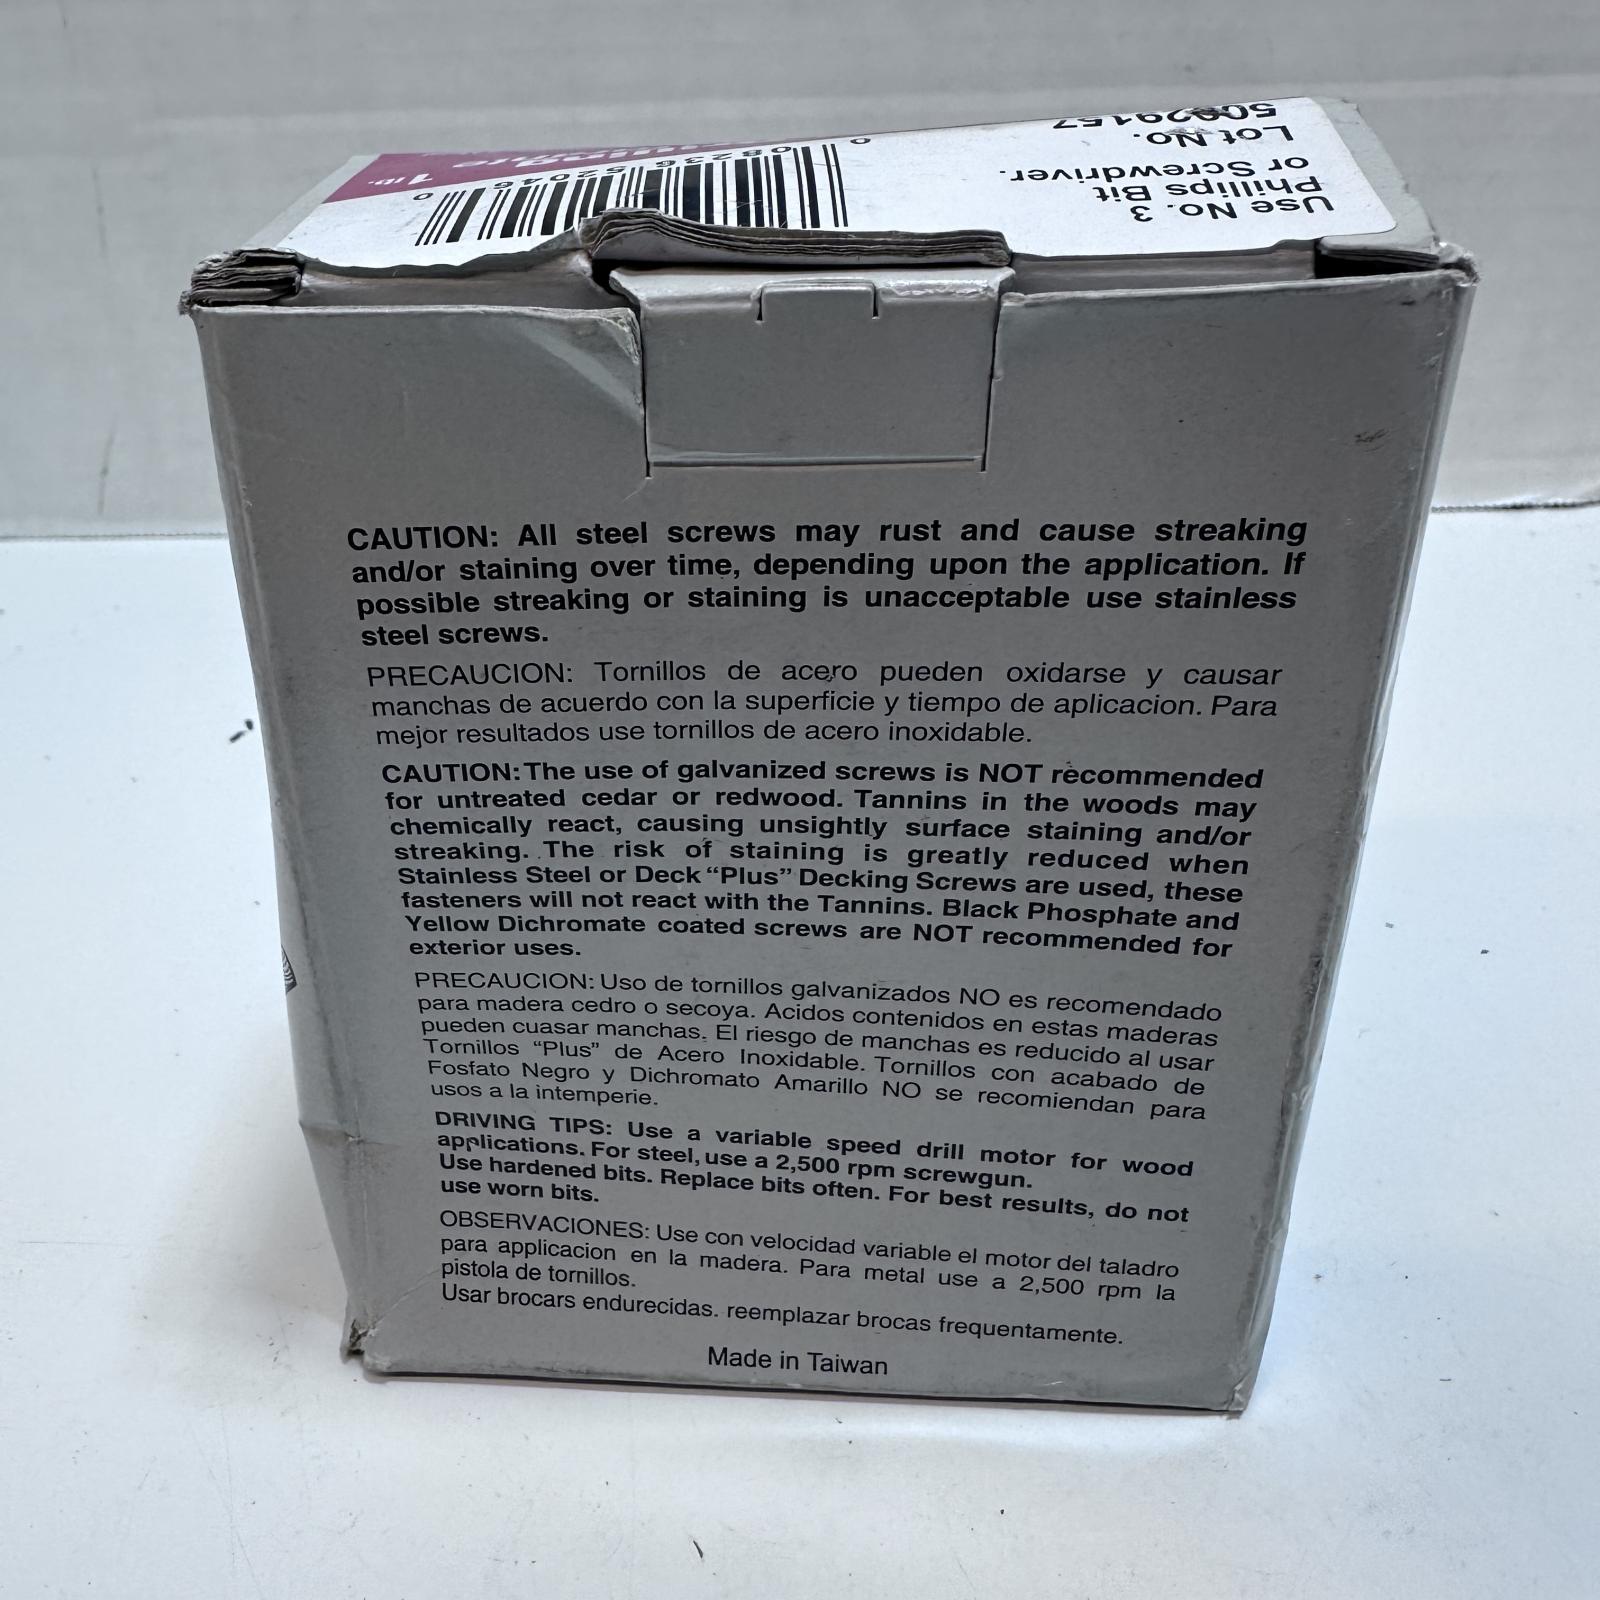 1 lb.
0 08236 52046 0
Use No. 3
Phillips Bit
or Screwdriver.
Lot No.
CAUTION: All steel screws may rust and cause streaking
and/or staining over time, depending upon the application. If
possible streaking or staining is unacceptable use stainless
steel screws.
PRECAUCION: Tornillos de acero pueden oxidarse y causar
manchas de acuerdo con la superficie y tiempo de aplicacion. Para
mejor resultados use tornillos de acero inoxidable.
CAUTION: The use of galvanized screws is NOT recommended
for untreated cedar or redwood. Tannins in the woods may
chemically react, causing unsightly surface staining and/or
streaking. The risk of staining is greatly reduced when
Stainless Steel or Deck “Plus” Decking Screws are used, these
fasteners will not react with the Tannins. Black Phosphate and
Yellow Dichromate coated screws are NOT recommended for
exterior uses.
PRECAUCION: Uso de tornillos galvanizados NO es recomendado
para madera cedro o secoya. Acidos contenidos en estas maderas
pueden cuasar manchas. El riesgo de manchas es reducido al usar
Tornillos “Plus” de Acero Inoxidable. Tornillos con acabado de
Fosfato Negro y Dichromato Amarillo NO se recomiendan para
usos a la intemperie.
DRIVING TIPS: Use a variable speed drill motor for wood
applications. For steel, use a 2,500 rpm screwgun.
Use hardened bits. Replace bits often. For best results, do not
use worn bits.
OBSERVACIONES: Use con velocidad variable el motor del taladro
para applicacion en la madera. Para metal use a 2,500 rpm la
pistola de tornillos.
Usar brocars endurecidas. reemplazar brocas frequentamente.
Made in Taiwan